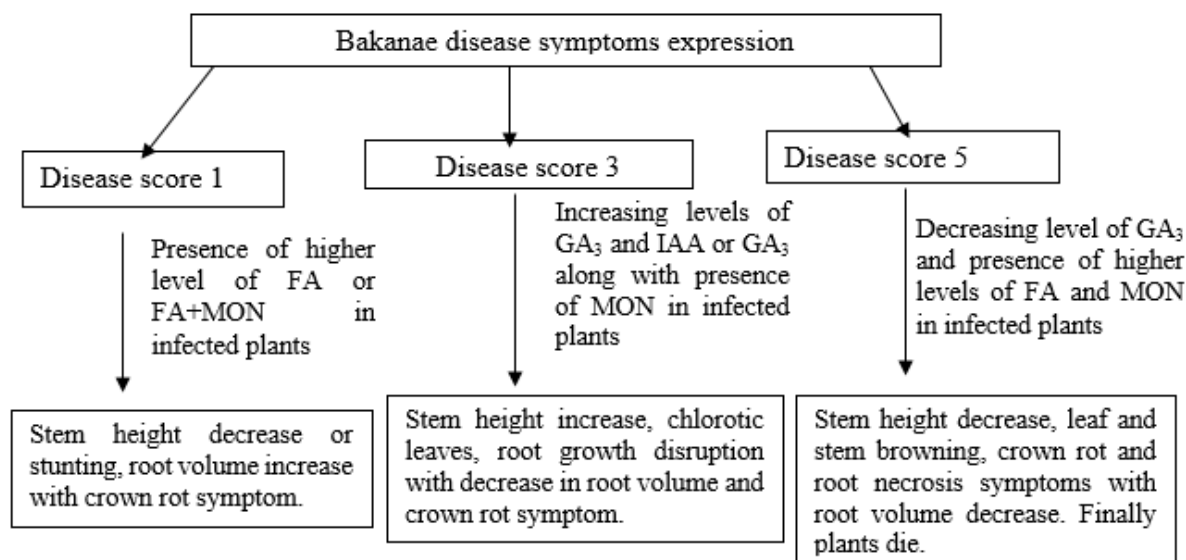 Bakanae disease symptoms expression
Disease score 1
Disease score 3
Disease score 5
Presence of higher
level of FA or
FA+MON in
infected plants
Increasing levels of
GA₃ and IAA or GA₃
along with presence
of MON in infected
plants
Decreasing level of GA₃
and presence of higher
levels of FA and MON
in infected plants
Stem height decrease or
stunting, root volume increase
with crown rot symptom.
Stem height increase, chlorotic
leaves, root growth disruption
with decrease in root volume and
crown rot symptom.
Stem height decrease, leaf and
stem browning, crown rot and
root necrosis symptoms with
root volume decrease. Finally
plants die.